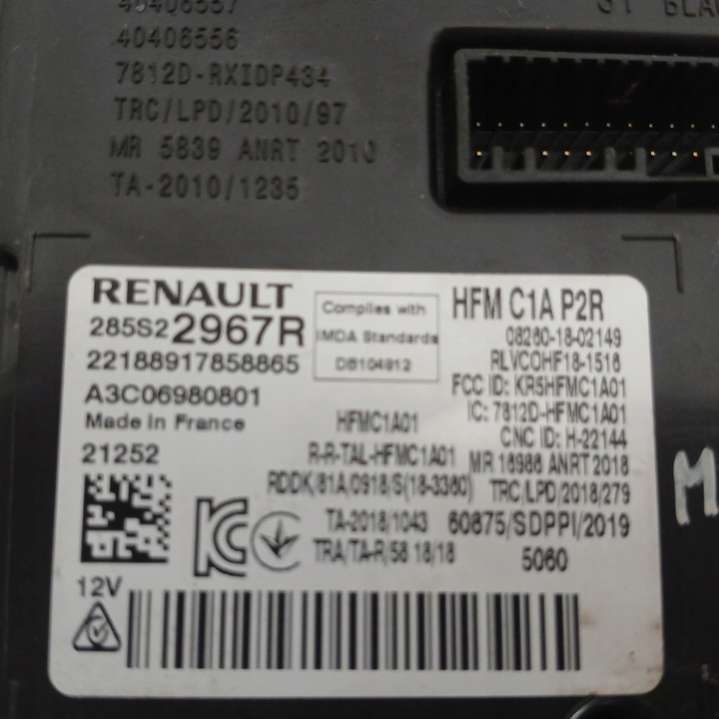 40406556
7812D-RXIDP434
TRC/LPD/2010/97
MR 5839 ANRT 2010
TA-2010/1235
RENAULT
285S2 2967R
22188917858865
A3C06980801
Made in France
21252
12V
Complies with
IMDA Standards
DB104912
HFM C1A P2R
08260-18-02149
RLVCOHF18-1516
FCC ID: KR5HFMC1A01
IC: 7812D-HFMC1A01
CNC ID: H-22144
HFMC1A01
R-R-TAL-HFMC1A01
MR 16986 ANRT 2018
RDDK/81A/0918/S(18-3360)
TRC/LPD/2018/279
TA-2018/1043
60875/SDPPI/2019
TRA/TA-R/58 18/18
5060
M